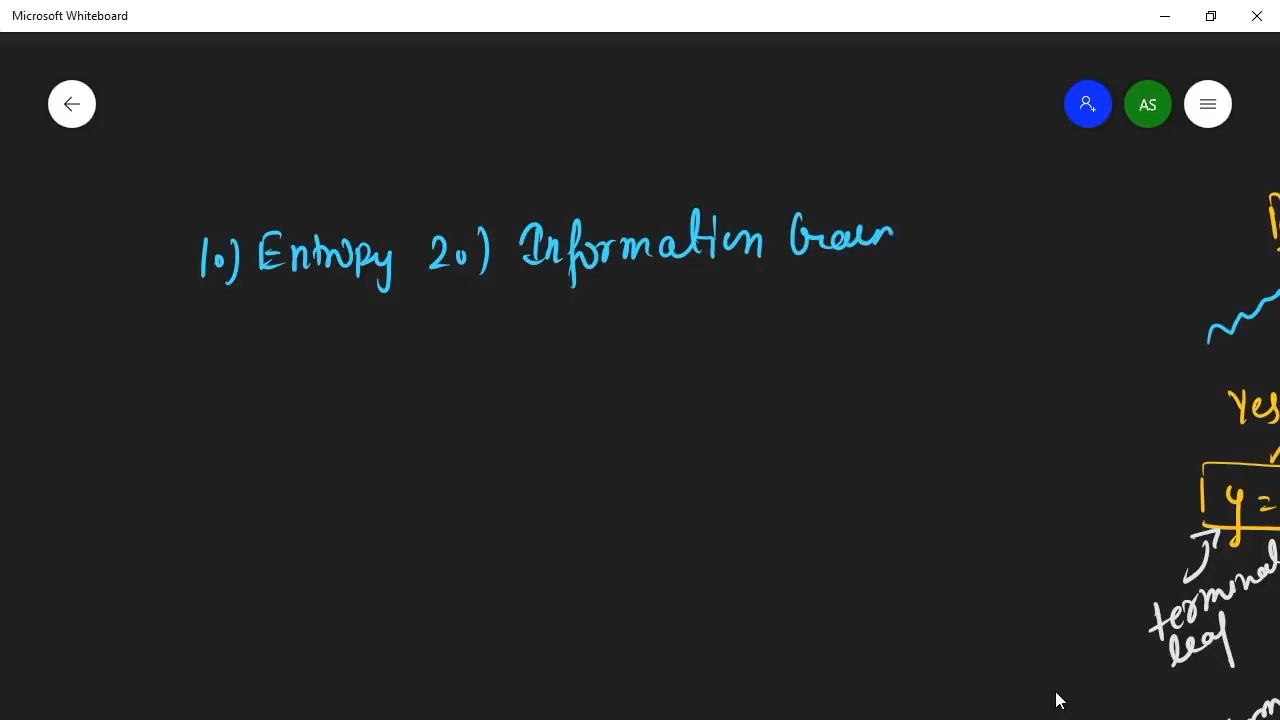 Microsoft Whiteboard
AS
1.) Entropy 2.) Information Gain
Yes
y =
terminal
leaf